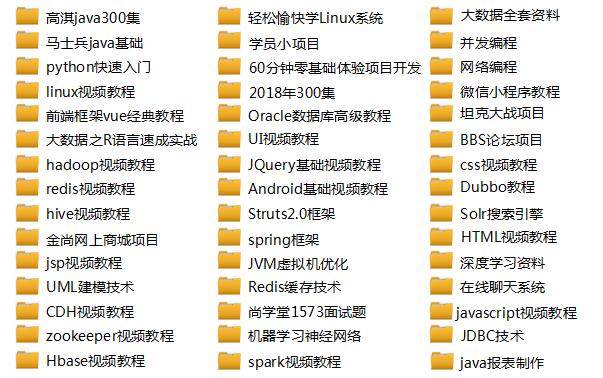 高淇java300集
马士兵java基础
python快速入门
linux视频教程
前端框架vue经典教程
大数据之R语言速成实战
hadoop视频教程
redis视频教程
hive视频教程
金尚网上商城项目
jsp视频教程
UML建模技术
CDH视频教程
zookeeper视频教程
Hbase视频教程
轻松愉快学Linux系统
学员小项目
60分钟零基础体验项目开发
2018年300集
Oracle数据库高级教程
UI视频教程
JQuery基础视频教程
Android基础视频教程
Struts2.0框架
spring框架
JVM虚拟机优化
Redis缓存技术
尚学堂1573面试题
机器学习神经网络
spark视频教程
大数据全套资料
并发编程
网络编程
微信小程序教程
坦克大战项目
BBS论坛项目
css视频教程
Dubbo教程
Solr搜索引擎
HTML视频教程
深度学习资料
在线聊天系统
javascript视频教程
JDBC技术
java报表制作